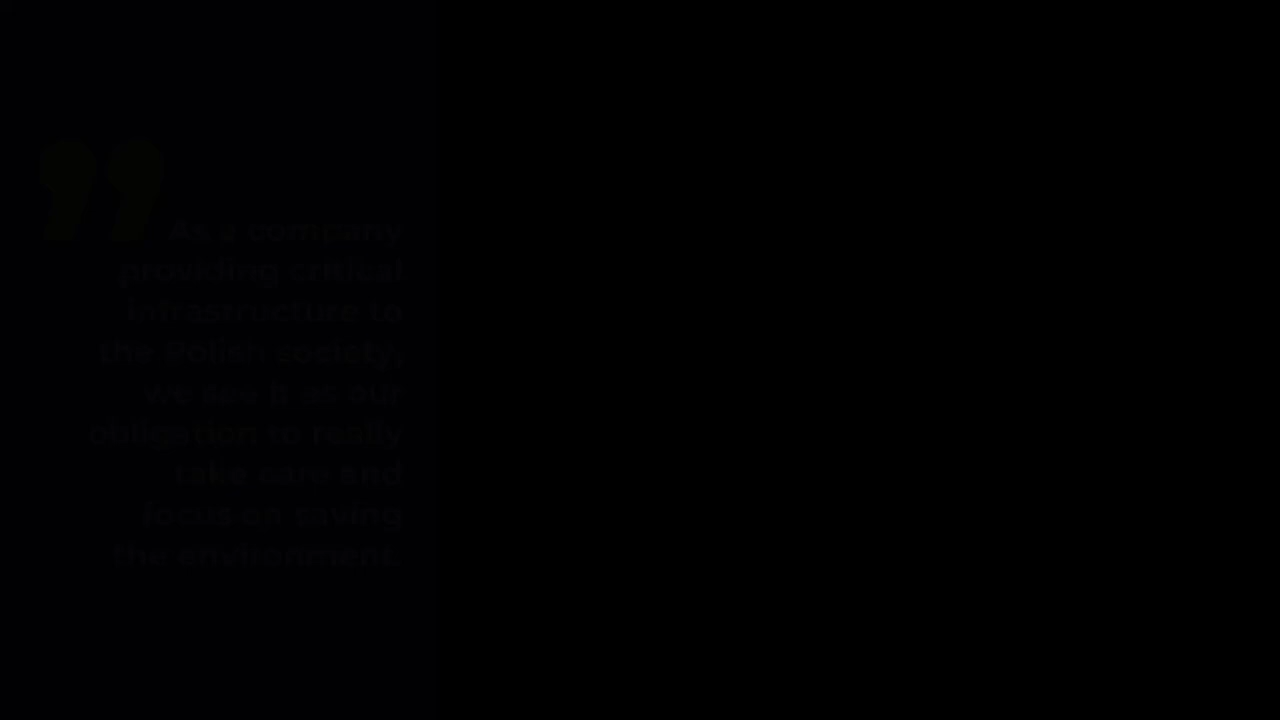 ” As a company
providing critical
infrastructure to
the Polish society,
we see it as our
obligation to really
take care and
focus on saving
the environment.